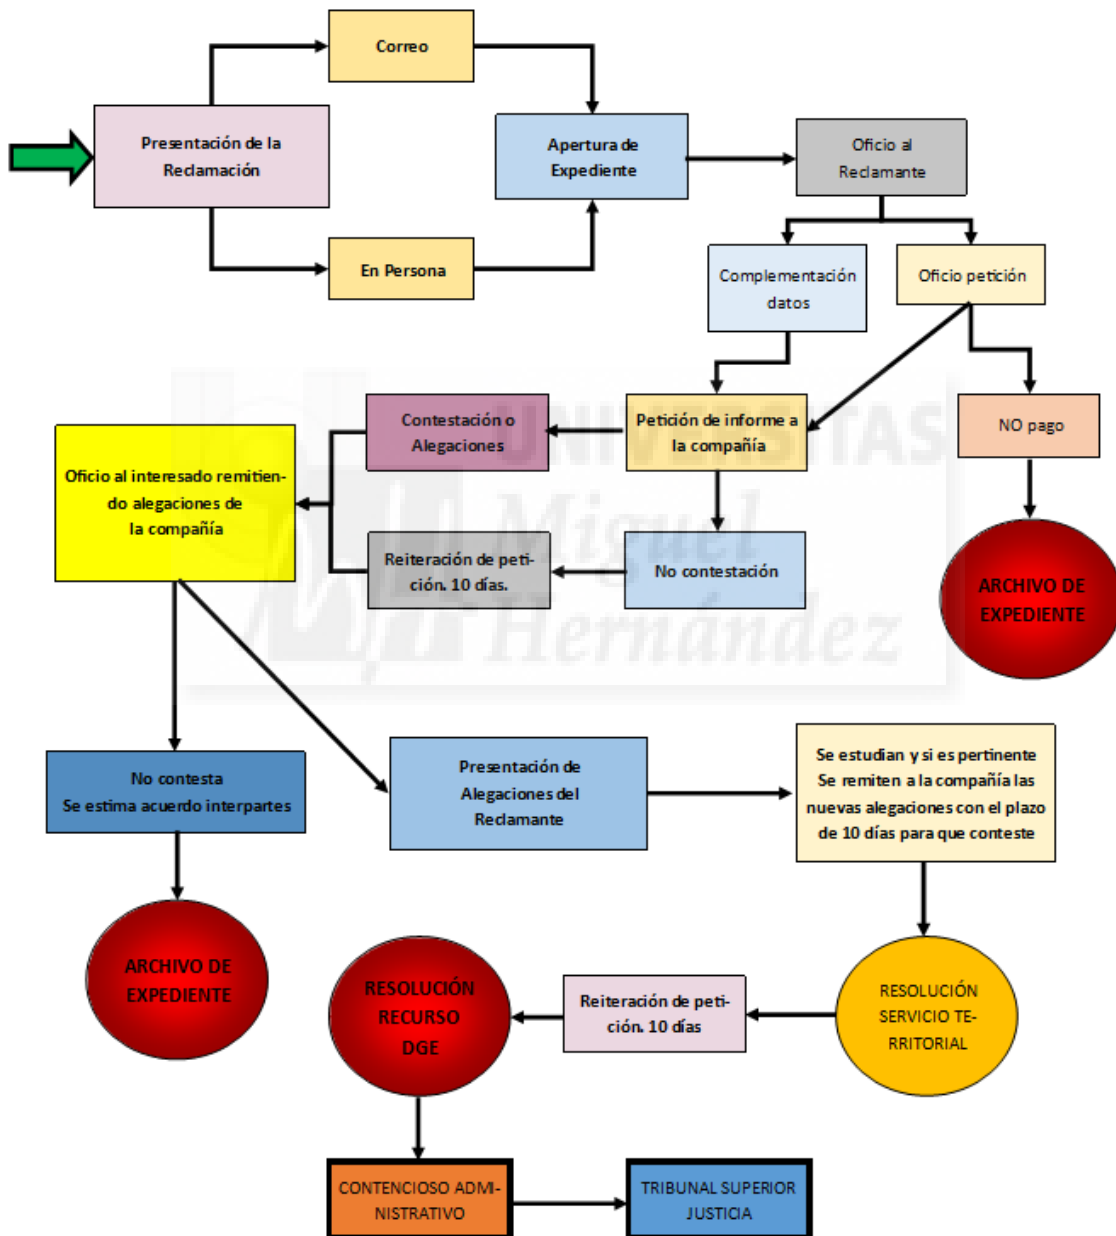 Correo
Presentación de la
Reclamación
Apertura de
Expediente
Oficio al
Reclamante
En Persona
Complementación
datos
Oficio petición
Contestación o
Alegaciones
Petición de informe a
la compañía
NO pago
Oficio al interesado remitien-
do alegaciones de
la compañía
Reiteración de peti-
ción. 10 días.
No contestación
ARCHIVO DE
EXPEDIENTE
UNIVERSITAS
Miguel
Hernández
No contesta
Se estima acuerdo interpartes
Presentación de
Alegaciones del
Reclamante
Se estudian y si es pertinente
Se remiten a la compañía las
nuevas alegaciones con el plazo
de 10 días para que conteste
ARCHIVO DE
EXPEDIENTE
RESOLUCIÓN
RECURSO
DGE
Reiteración de peti-
ción. 10 días
RESOLUCIÓN
SERVICIO TE-
RRITORIAL
CONTENCIOSO ADMI-
NISTRATIVO
TRIBUNAL SUPERIOR
JUSTICIA